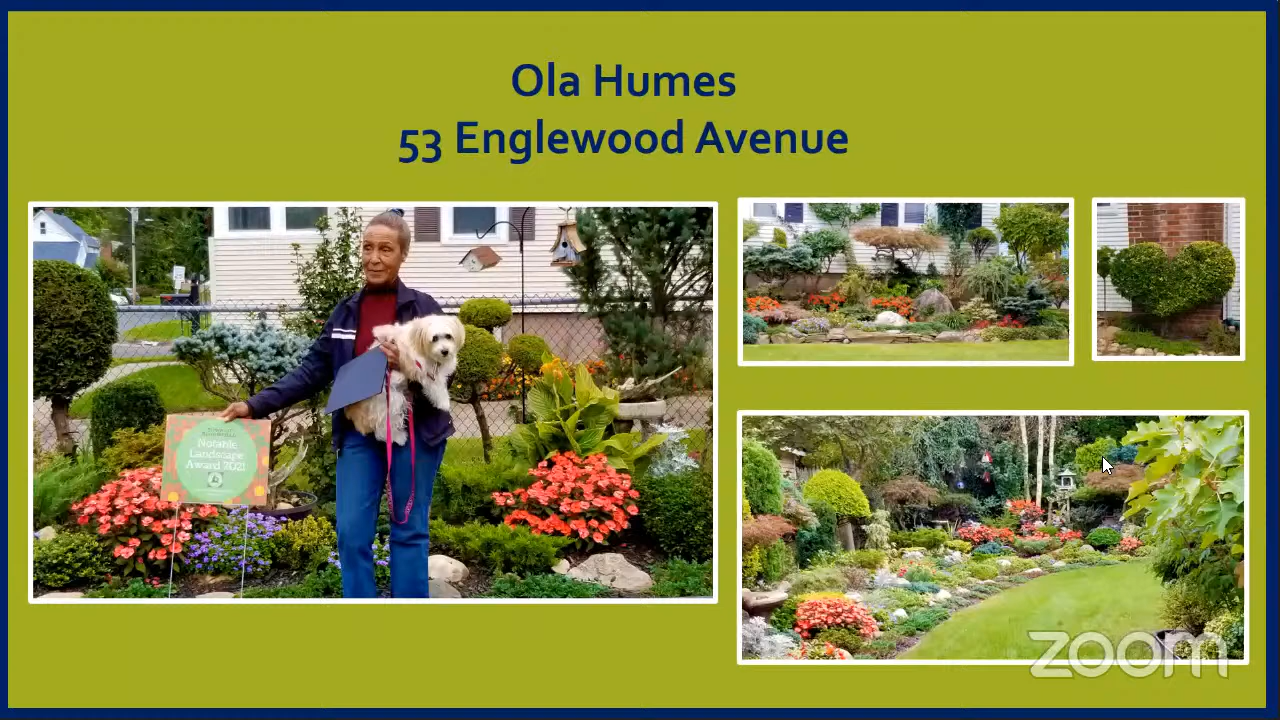 Ola Humes
53 Englewood Avenue
Notable
Landscape
Award 2021
zoom